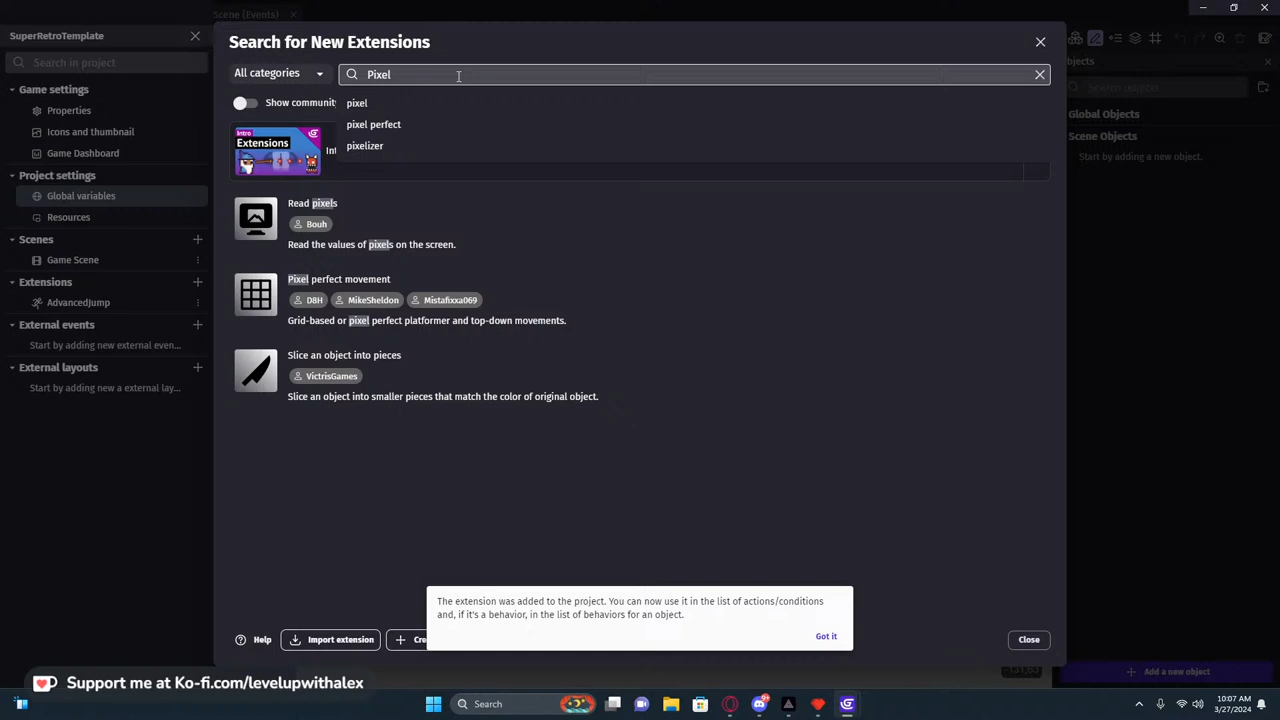 Scene (Events)
SuperRetroTemplate
Search in project
Game settings
Properties
Icons and thumbnail
Game Dashboard
Project settings
Global variables
Resources
Scenes
Game Scene
Extensions
AdvancedJump
External events
Start by adding new external even...
External layouts
Start by adding a new external lay...
Search for New Extensions
All categories
Pixel
Show communit
pixel
pixel perfect
pixelizer
Intro
Extensions
Int
Read pixels
Bouh
Read the values of pixels on the screen.
Pixel perfect movement
D8H
MikeSheldon
Mistafixxa069
Grid-based or pixel perfect platformer and top-down movements.
Slice an object into pieces
VictrisGames
Slice an object into smaller pieces that match the color of original object.
The extension was added to the project. You can now use it in the list of actions/conditions
and, if it's a behavior, in the list of behaviors for an object.
Got it
Help
Import extension
Cre
Close
Objects
Search objects
Global Objects
Scene Objects
Start by adding a new object.
Add a new object
Support me at Ko-fi.com/levelupwithalex
Search
9+
10:07 AM
3/27/2024